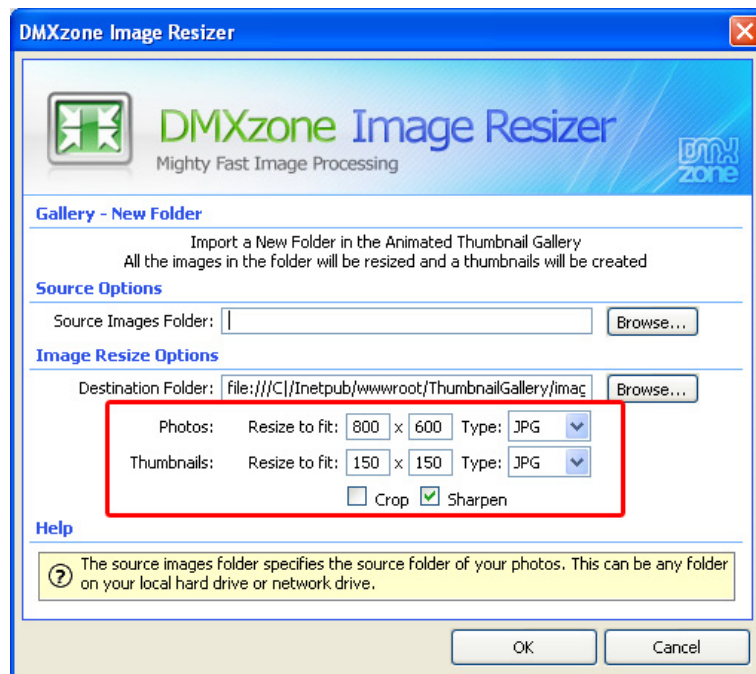 DMXzone Image Resizer
DMXzone Image Resizer
Mighty Fast Image Processing
DMX
zone
Gallery - New Folder
Import a New Folder in the Animated Thumbnail Gallery
All the images in the folder will be resized and a thumbnails will be created
Source Options
Source Images Folder: Browse...
Image Resize Options
Destination Folder: file:///C|/Inetpub/wwwroot/ThumbnailGallery/imag Browse...
Photos: Resize to fit: 800 x 600 Type: JPG
Thumbnails: Resize to fit: 150 x 150 Type: JPG
Crop Sharpen
Help
? The source images folder specifies the source folder of your photos. This can be any folder
on your local hard drive or network drive.
OK Cancel